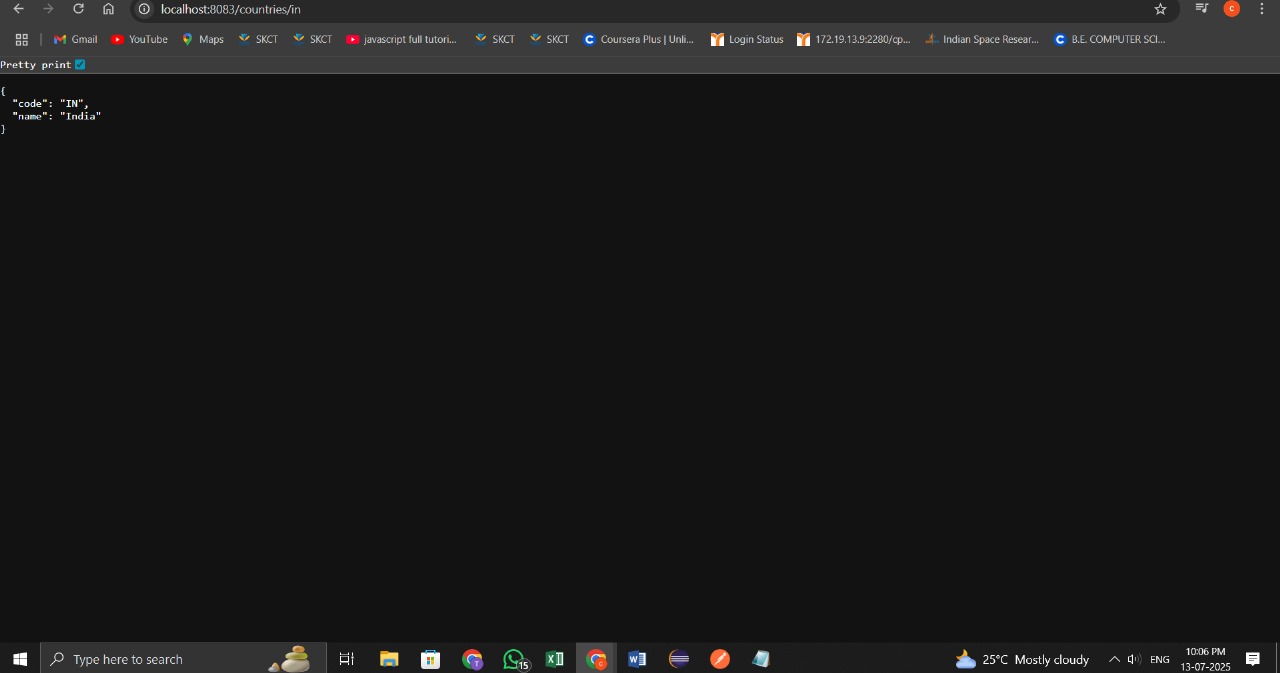 localhost:8083/countries/in
C
Gmail YouTube Maps SKCT SKCT javascript full tutori... SKCT SKCT Coursera Plus | Unli... Login Status 172.19.13.9:2280/cp... Indian Space Resear... B.E. COMPUTER SCI...
Pretty print
{
"code": "IN",
"name": "India"
}
Type here to search
15
25°C Mostly cloudy
ENG
10:06 PM
13-07-2025